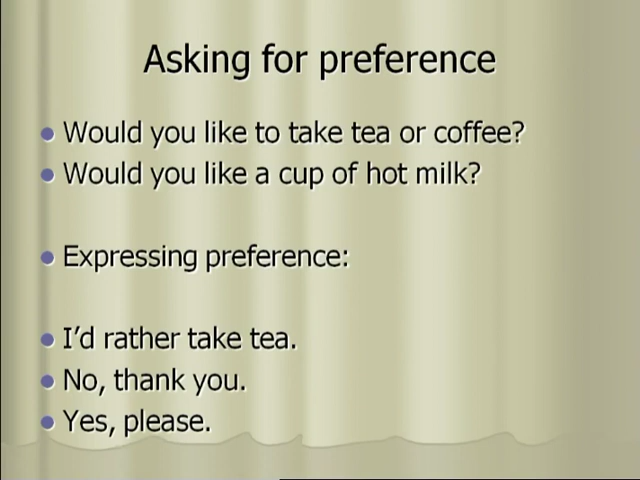 Asking for preference
Would you like to take tea or coffee?
Would you like a cup of hot milk?
Expressing preference:
I'd rather take tea.
No, thank you.
Yes, please.